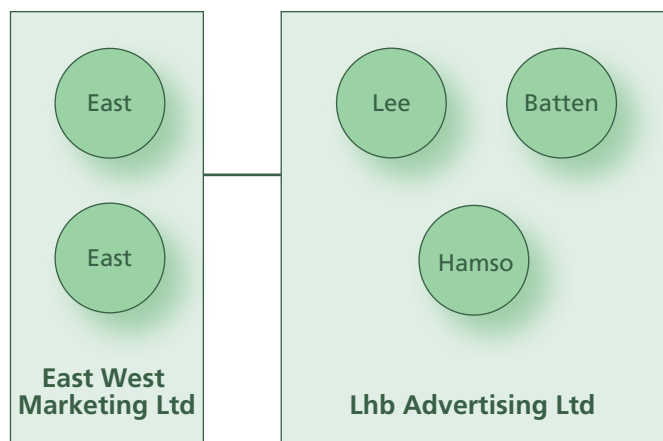 East
East
East West
Marketing Ltd
Lee
Batten
Hamso
Lhb Advertising Ltd